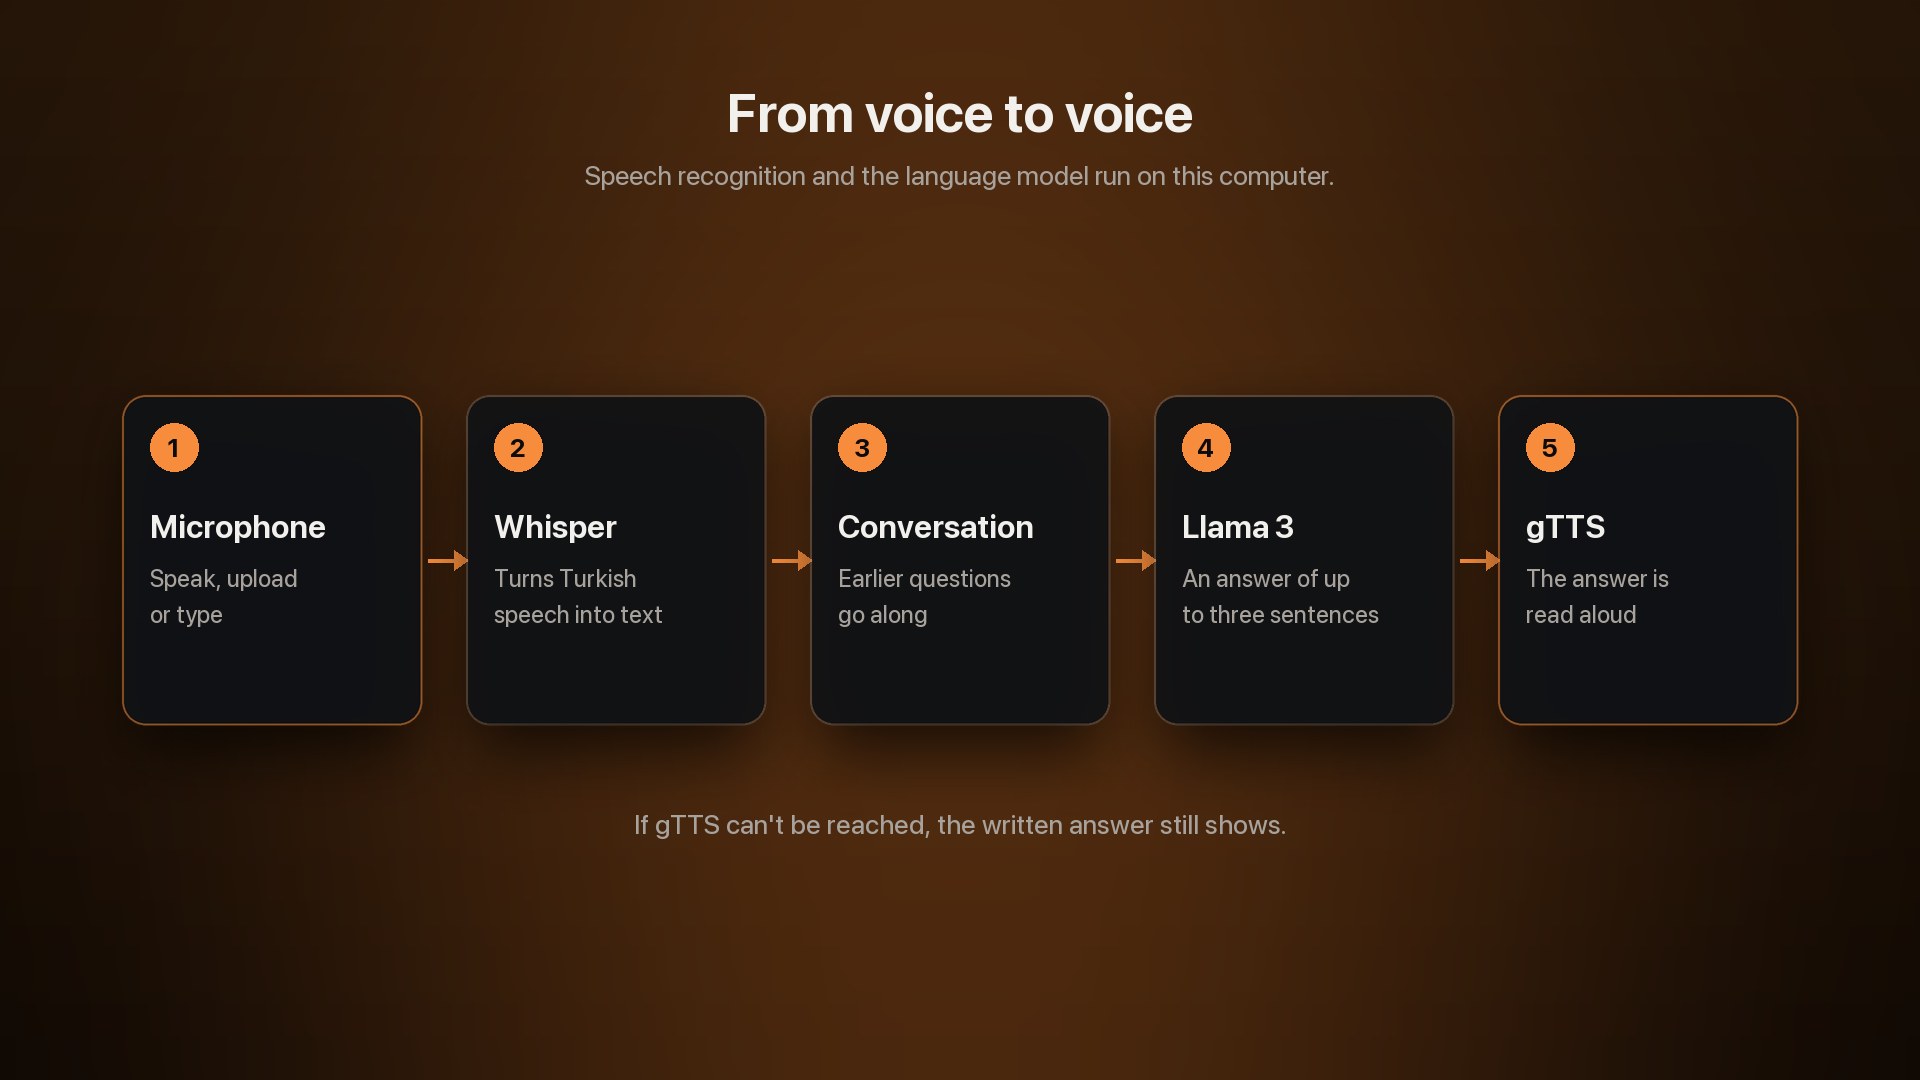 From voice to voice
Speech recognition and the language model run on this computer.
1
Microphone
Speak, upload
or type
2
Whisper
Turns Turkish
speech into text
3
Conversation
Earlier questions
go along
4
Llama 3
An answer of up
to three sentences
5
gTTS
The answer is
read aloud
If gTTS can't be reached, the written answer still shows.